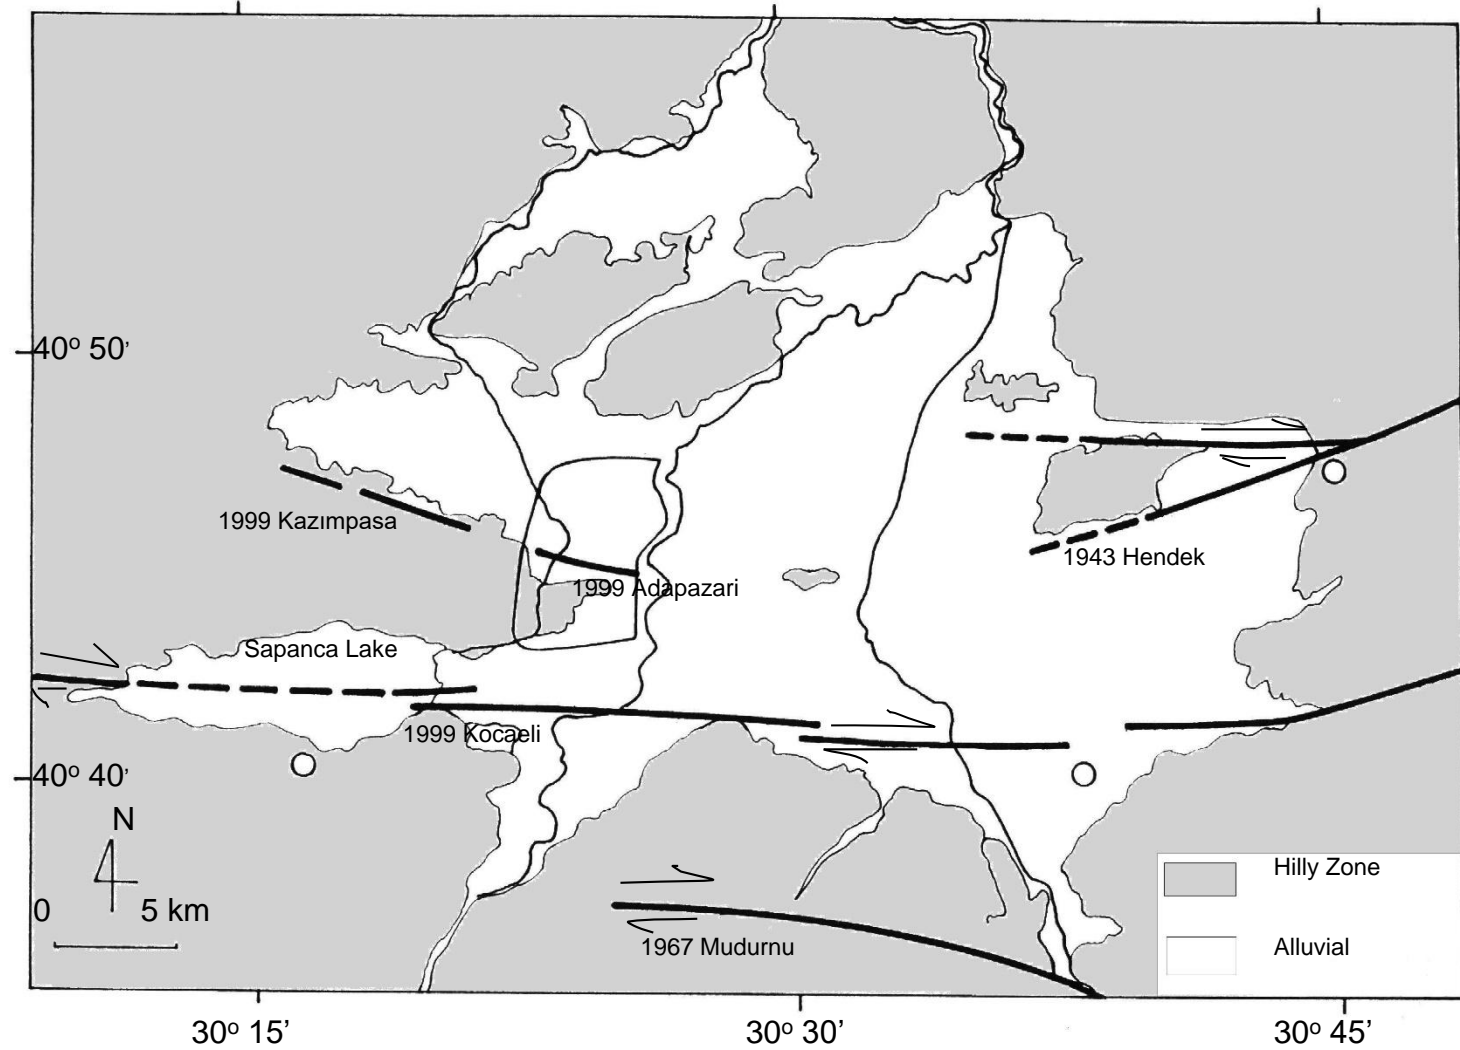 40º 50'
1999 Kazımpasa
1943 Hendek
1999 Adapazari
Sapanca Lake
1999 Kocaeli
40º 40'
N
0 5 km
Hilly Zone
1967 Mudurnu
Alluvial
30º 15' 30º 30' 30º 45'